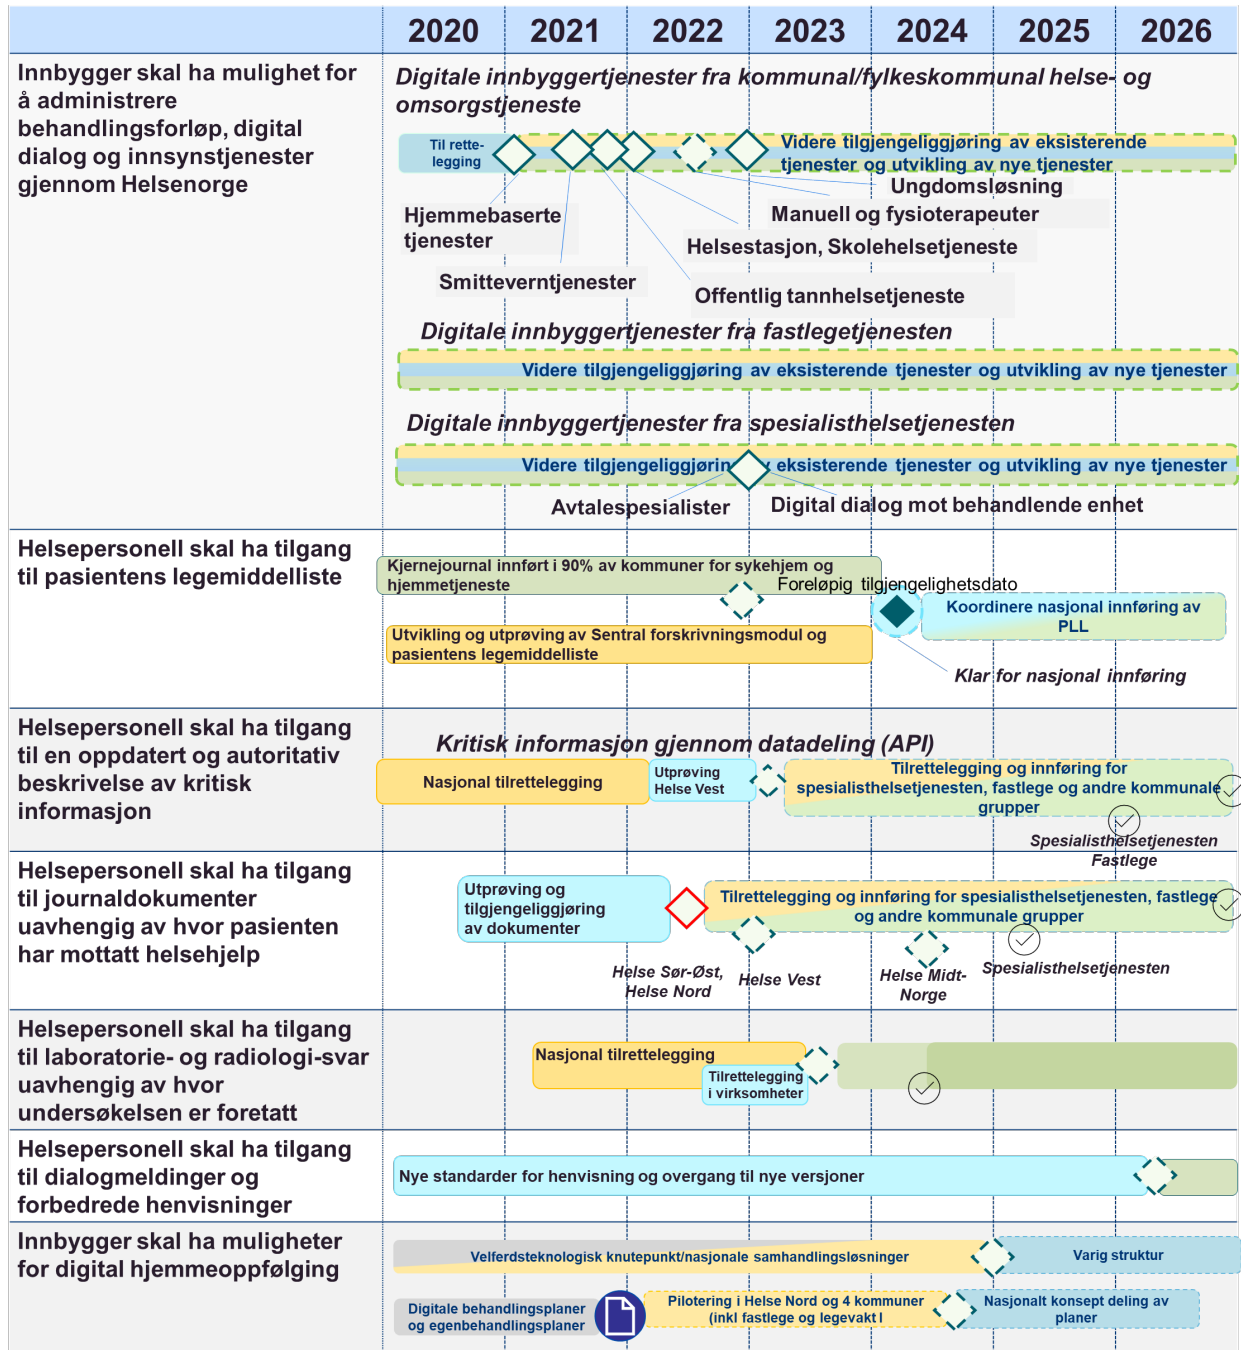 2020 2021 2022 2023 2024 2025 2026
Innbygger skal ha mulighet for
å administrere
behandlingsforløp, digital
dialog og innsynstjenester
gjennom Helsenorge
Digitale innbyggertjenester fra kommunal/fylkeskommunal helse- og
omsorgstjeneste
Til rette-
legging
Videre tilgjengeliggjøring av eksisterende
tjenester og utvikling av nye tjenester
Ungdomsløsning
Hjemmebaserte
tjenester
Manuell og fysioterapeuter
Helsestasjon, Skolehelsetjeneste
Smitteverntjenester
Offentlig tannhelsetjeneste
Digitale innbyggertjenester fra fastlegetjenesten
Videre tilgjengeliggjøring av eksisterende tjenester og utvikling av nye tjenester
Digitale innbyggertjenester fra spesialisthelsetjenesten
Videre tilgjengeliggjøring av eksisterende tjenester og utvikling av nye tjenester
Avtalespesialister
Digital dialog mot behandlende enhet
Helsepersonell skal ha tilgang
til pasientens legemiddelliste
Kjernejournal innført i 90% av kommuner for sykehjem og
hjemmetjeneste
Foreløpig tilgjengelighetsdato
Koordinere nasjonal innføring av
PLL
Utvikling og utprøving av Sentral forskrivningsmodul og
pasientens legemiddelliste
Klar for nasjonal innføring
Helsepersonell skal ha tilgang
til en oppdatert og autoritativ
beskrivelse av kritisk
informasjon
Kritisk informasjon gjennom datadeling (API)
Nasjonal tilrettelegging
Utprøving
Helse Vest
Tilrettelegging og innføring for
spesialisthelsetjenesten, fastlege og andre kommunale
grupper
Spesialisthelsetjenesten
Fastlege
Helsepersonell skal ha tilgang
til journaldokumenter
uavhengig av hvor pasienten
har mottatt helsehjelp
Utprøving og
tilgjengeliggjøring
av dokumenter
Tilrettelegging og innføring for spesialisthelsetjenesten, fastlege
og andre kommunale grupper
Helse Sør-Øst,
Helse Nord
Helse Vest
Helse Midt-
Norge
Spesialisthelsetjenesten
Helsepersonell skal ha tilgang
til laboratorie- og radiologi-svar
uavhengig av hvor
undersøkelsen er foretatt
Nasjonal tilrettelegging
Tilrettelegging
i virksomheter
Helsepersonell skal ha tilgang
til dialogmeldinger og
forbedrede henvisninger
Nye standarder for henvisning og overgang til nye versjoner
Innbygger skal ha muligheter
for digital hjemmeoppfølging
Velferdsteknologisk knutepunkt/nasjonale samhandlingsløsninger
Varig struktur
Digitale behandlingsplaner
og egenbehandlingsplaner
Pilotering i Helse Nord og 4 kommuner
(inkl fastlege og legevakt l
Nasjonalt konsept deling av
planer